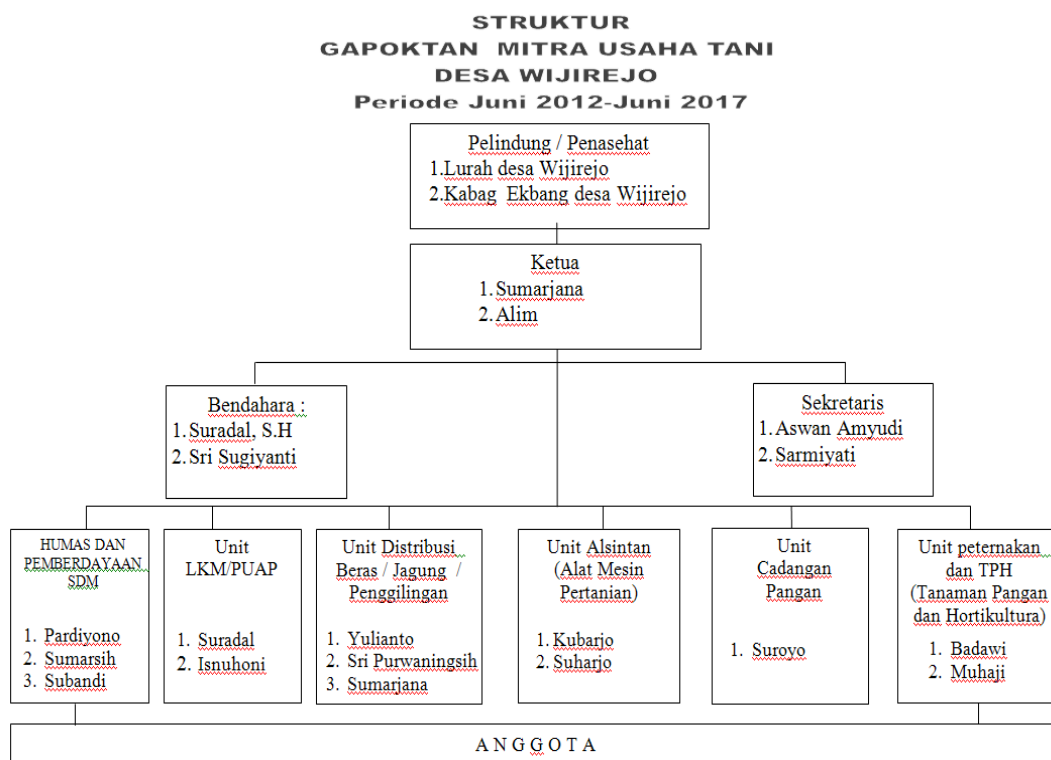 STRUKTUR
GAPOKTAN MITRA USAHA TANI
DESA WIJIREJO
Periode Juni 2012-Juni 2017
Pelindung / Penasehat
1.Lurah desa Wijirejo
2.Kabag Ekbang desa Wijirejo
Ketua
1. Sumarjana
2. Alim
Bendahara :
1. Suradal, S.H
2. Sri Sugiyanti
Sekretaris
1. Aswan Amyudi
2. Sarmiyati
HUMAS DAN
PEMBERDAYAAN
SDM
1. Pardiyono
2. Sumarsih
3. Subandi
Unit
LKM/PUAP
1. Suradal
2. Isnuhoni
Unit Distribusi
Beras / Jagung /
Penggilingan
1. Yulianto
2. Sri Purwaningsih
3. Sumarjana
Unit Alsintan
(Alat Mesin
Pertanian)
1. Kubarjo
2. Suharjo
Unit
Cadangan
Pangan
1. Suroyo
Unit peternakan
dan TPH
(Tanaman Pangan
dan Hortikultura)
1. Badawi
2. Muhaji
A N G G O T A